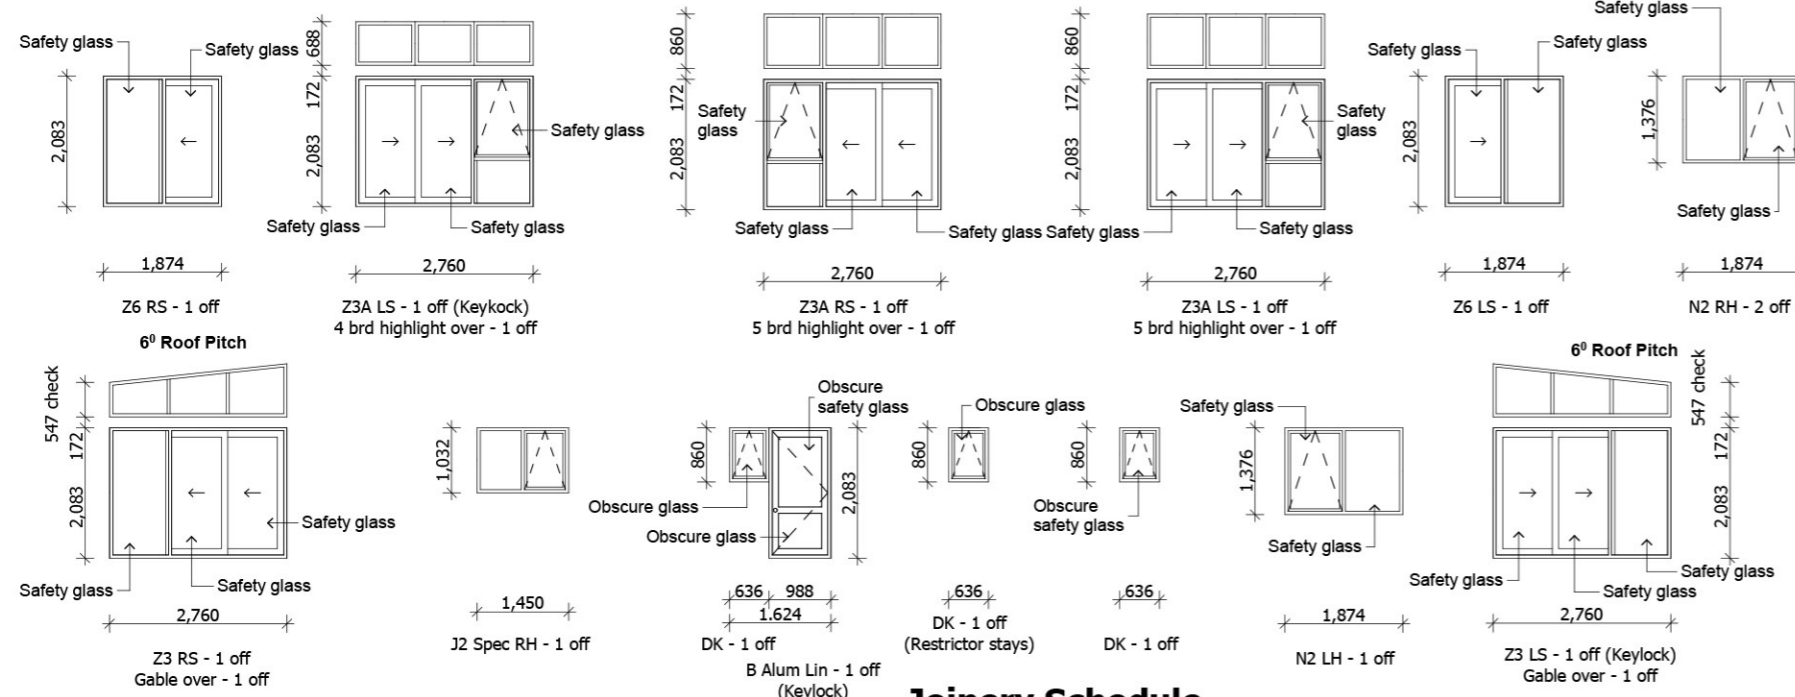 Safety glass
Safety glass
2,083
1,874
Z6 RS - 1 off
688
172
2,083
Safety glass
Safety glass
Safety glass
2,760
Z3A LS - 1 off (Keykock)
4 brd highlight over - 1 off
860
172
2,083
Safety
glass
Safety glass
Safety glass
2,760
Z3A RS - 1 off
5 brd highlight over - 1 off
860
172
2,083
Safety
glass
Safety glass
Safety glass
2,760
Z3A LS - 1 off
5 brd highlight over - 1 off
Safety glass
Safety glass
2,083
1,874
Z6 LS - 1 off
Safety glass
1,376
Safety glass
1,874
N2 RH - 2 off
6⁰ Roof Pitch
547 check
172
2,083
Safety glass
Safety glass
Safety glass
2,760
Z3 RS - 1 off
Gable over - 1 off
1,032
1,450
J2 Spec RH - 1 off
Obscure
safety glass
860
2,083
Obscure glass
Obscure glass
636
988
1.624
DK - 1 off
B Alum Lin - 1 off
(Keylock)
Obscure glass
860
636
DK - 1 off
(Restrictor stays)
860
Obscure
safety glass
636
DK - 1 off
Safety glass
1,376
Safety glass
1,874
N2 LH - 1 off
6⁰ Roof Pitch
547 check
172
2,083
Safety glass
Safety glass
Safety glass
2,760
Z3 LS - 1 off (Keylock)
Gable over - 1 off
Joinery Schedule